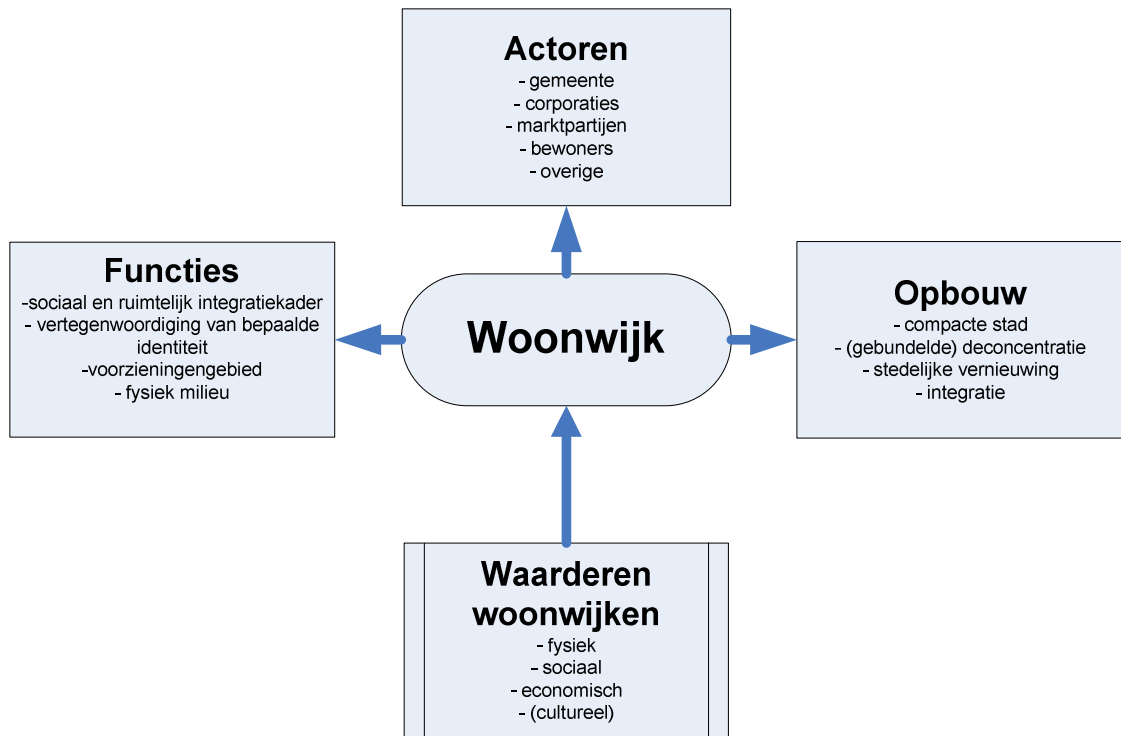 Actoren
- gemeente
- corporaties
- marktpartijen
- bewoners
- overige
Functies
-sociaal en ruimtelijk integratiekader
- vertegenwoordiging van bepaalde
identiteit
-voorzieningengebied
- fysiek milieu
Woonwijk
Opbouw
- compacte stad
- (gebundelde) deconcentratie
- stedelijke vernieuwing
- integratie
Waarderen
woonwijken
- fysiek
- sociaal
- economisch
- (cultureel)